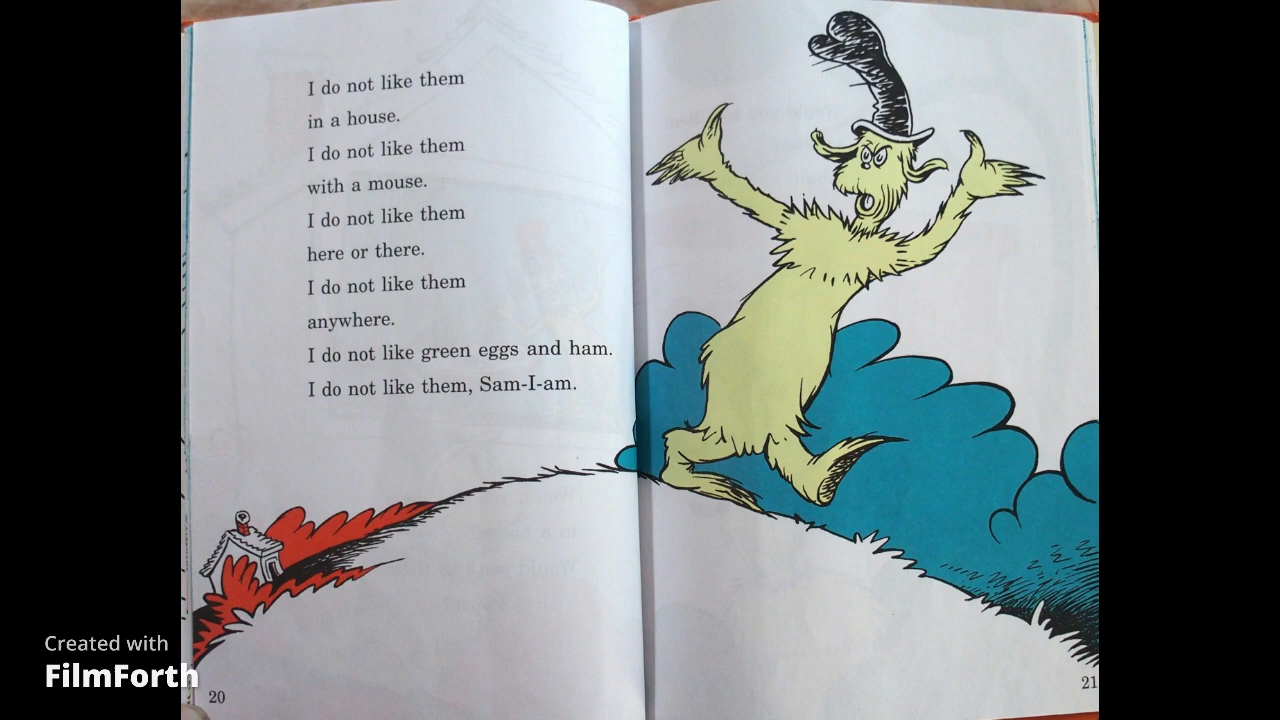 I do not like them
in a house.
I do not like them
with a mouse.
I do not like them
here or there.
I do not like them
anywhere.
I do not like green eggs and ham.
I do not like them, Sam-I-am.
20
21
Created with
FilmForth